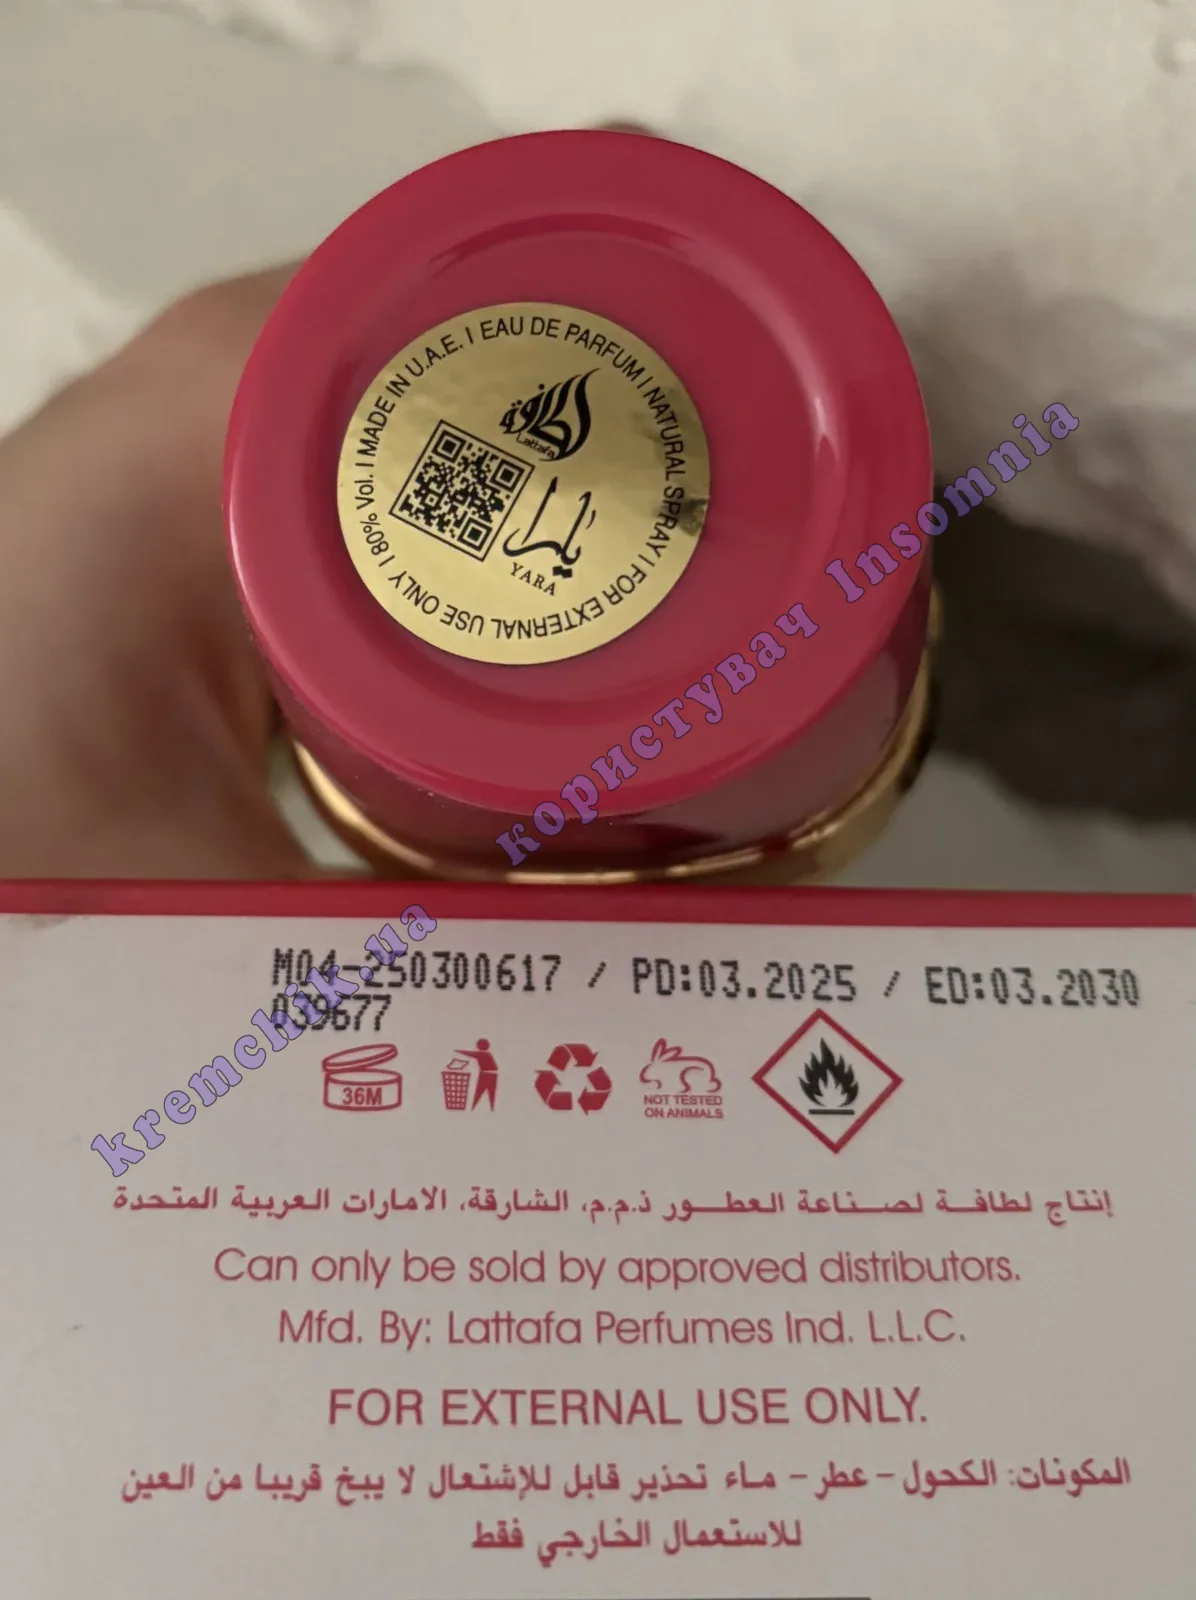 80% Vol. | MADE IN U.A.E. | EAU DE PARFUM | NATURAL SPRAY | FOR EXTERNAL USE ONLY |
لطافة
Lattafa
يارا
YARA
користувач Insomnia
kremchik.ua
M04-250300617 / PD:03.2025 / ED:03.2030
039677
36M
NOT TESTED
ON ANIMALS
إنتاج لطافة لصناعة العطور ذ.م.م، الشارقة، الامارات العربية المتحدة
Can only be sold by approved distributors.
Mfd. By: Lattafa Perfumes Ind. L.L.C.
FOR EXTERNAL USE ONLY.
المكونات: الكحول - عطر - ماء تحذير قابل للإشتعال لا يبخ قريبا من العين
للاستعمال الخارجي فقط